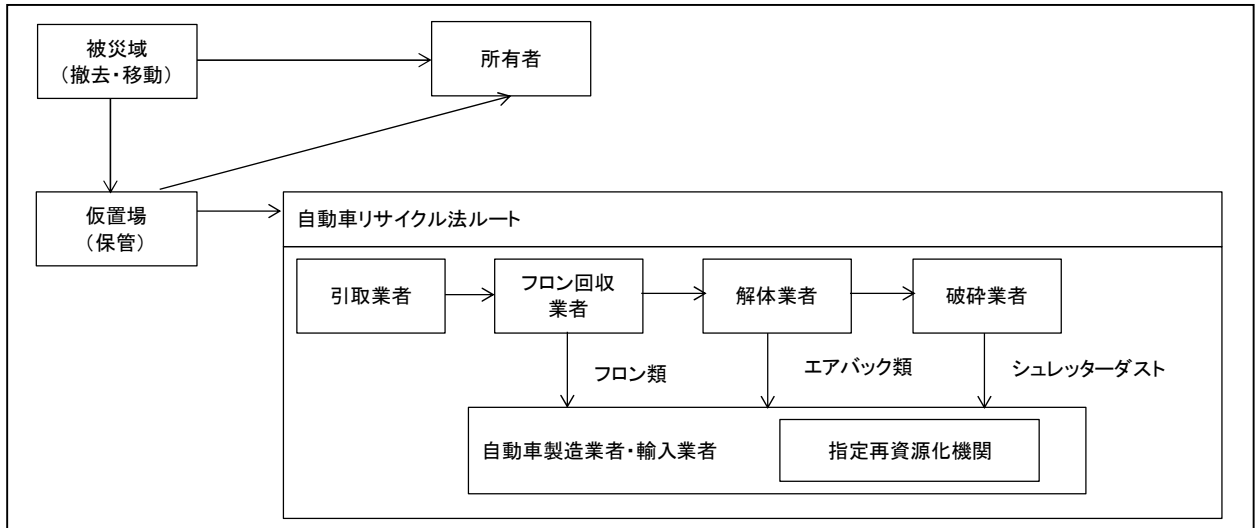 被災域
（撤去・移動）
所有者
仮置場
（保管）
自動車リサイクル法ルート
引取業者
フロン回収
業者
解体業者
破砕業者
フロン類
エアバック類
シュレッターダスト
自動車製造業者・輸入業者
指定再資源化機関